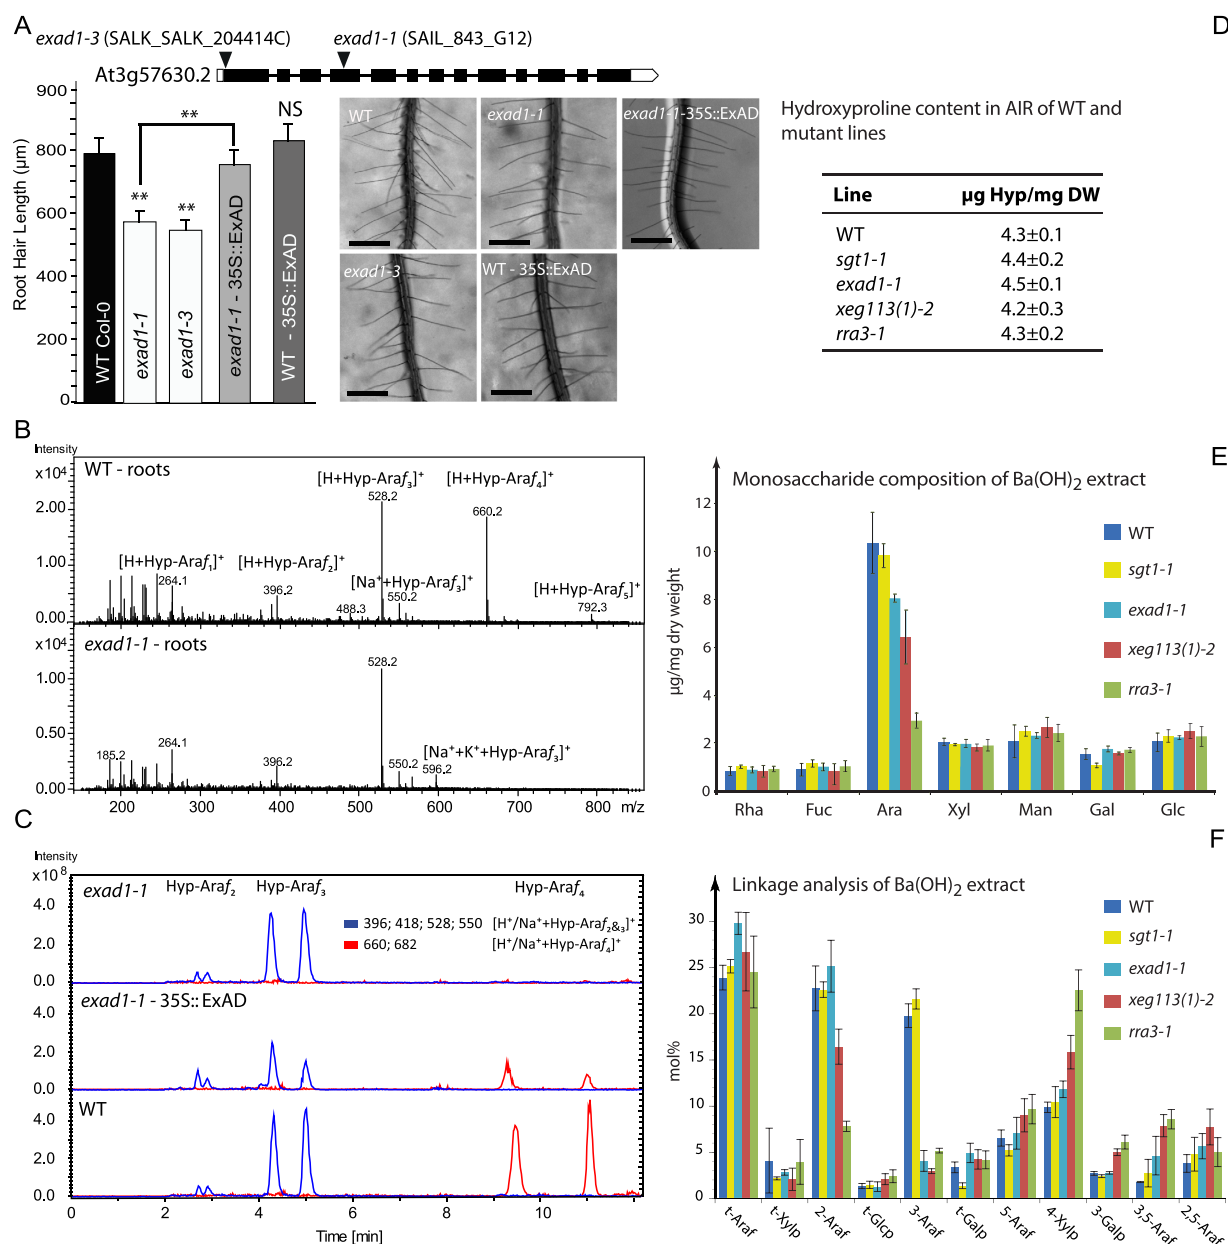 A
exad1-3 (SALK_SALK_204414C)
exad1-1 (SAIL_843_G12)
At3g57630.2
Root Hair Length (µm)
900
800
600
400
200
0
**
**
**
NS
WT Col-0
exad1-1
exad1-3
exad1-1 - 35S::ExAD
WT - 35S::ExAD
WT
exad1-1
exad1-1-35S::ExAD
exad1-3
WT - 35S::ExAD
D
Hydroxyproline content in AIR of WT and
mutant lines
Line µg Hyp/mg DW
WT 4.3±0.1
sgt1-1 4.4±0.2
exad1-1 4.5±0.1
xeg113(1)-2 4.2±0.3
rra3-1 4.3±0.2
B
Intensity
x10⁴
WT - roots
2.00
1.00
0.00
[H+Hyp-Araf₁]⁺
264.1
[H+Hyp-Araf₂]⁺
396.2
488.3
[H+Hyp-Araf₃]⁺
528.2
[Na⁺+Hyp-Araf₃]⁺
550.2
[H+Hyp-Araf₄]⁺
660.2
[H+Hyp-Araf₅]⁺
792.3
x10⁴
exad1-1 - roots
1.00
0.50
0.00
185.2
264.1
396.2
528.2
550.2
[Na⁺+K⁺+Hyp-Araf₃]⁺
596.2
200 300 400 500 600 700 800 m/z
C
Intensity
x10⁸
exad1-1
Hyp-Araf₂ Hyp-Araf₃ Hyp-Araf₄
396; 418; 528; 550 [H⁺/Na⁺+Hyp-Araf₂&₃]⁺
660; 682 [H⁺/Na⁺+Hyp-Araf₄]⁺
4.0
2.0
0.0
exad1-1 - 35S::ExAD
4.0
2.0
0.0
WT
4.0
2.0
0.0
0 2 4 6 8 10
Time [min]
E
Monosaccharide composition of Ba(OH)₂ extract
µg/mg dry weight
12
10
8
6
4
2
0
WT
sgt1-1
exad1-1
xeg113(1)-2
rra3-1
Rha Fuc Ara Xyl Man Gal Glc
F
Linkage analysis of Ba(OH)₂ extract
mol%
30
25
20
15
10
5
0
WT
sgt1-1
exad1-1
xeg113(1)-2
rra3-1
t-Araf t-Xylp 2-Araf t-Glcp 3-Araf t-Galp 5-Araf 4-Xylp 3-Galp 3,5-Araf 2,5-Araf